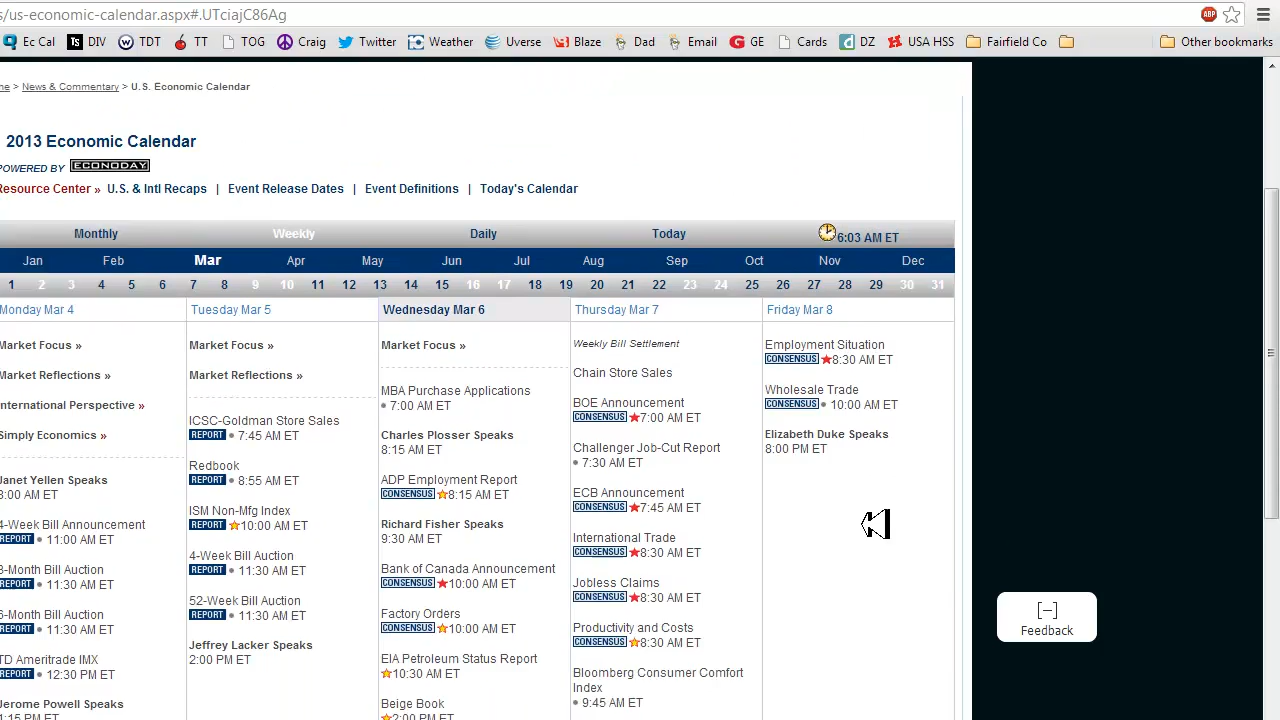 s/us-economic-calendar.aspx#.UTciajC86Ag
ABP
Ec Cal DIV TDT TT TOG Craig Twitter Weather Uverse Blaze Dad Email GE Cards DZ USA HSS Fairfield Co Other bookmarks
ne > News & Commentary > U.S. Economic Calendar
2013 Economic Calendar
POWERED BY ECONODAY
Resource Center » U.S. & Intl Recaps | Event Release Dates | Event Definitions | Today's Calendar
Monthly Weekly Daily Today 6:03 AM ET
Jan Feb Mar Apr May Jun Jul Aug Sep Oct Nov Dec
1 2 3 4 5 6 7 8 9 10 11 12 13 14 15 16 17 18 19 20 21 22 23 24 25 26 27 28 29 30 31
Monday Mar 4
Market Focus »
Market Reflections »
International Perspective »
Simply Economics »
Janet Yellen Speaks
8:00 AM ET
4-Week Bill Announcement
REPORT 11:00 AM ET
3-Month Bill Auction
REPORT 11:30 AM ET
6-Month Bill Auction
REPORT 11:30 AM ET
TD Ameritrade IMX
REPORT 12:30 PM ET
Jerome Powell Speaks
1:15 PM ET
Tuesday Mar 5
Market Focus »
Market Reflections »
ICSC-Goldman Store Sales
REPORT 7:45 AM ET
Redbook
REPORT 8:55 AM ET
ISM Non-Mfg Index
REPORT 10:00 AM ET
4-Week Bill Auction
REPORT 11:30 AM ET
52-Week Bill Auction
REPORT 11:30 AM ET
Jeffrey Lacker Speaks
2:00 PM ET
Wednesday Mar 6
Market Focus »
MBA Purchase Applications
7:00 AM ET
Charles Plosser Speaks
8:15 AM ET
ADP Employment Report
CONSENSUS 8:15 AM ET
Richard Fisher Speaks
9:30 AM ET
Bank of Canada Announcement
CONSENSUS 10:00 AM ET
Factory Orders
CONSENSUS 10:00 AM ET
EIA Petroleum Status Report
10:30 AM ET
Beige Book
2:00 PM ET
Thursday Mar 7
Weekly Bill Settlement
Chain Store Sales
BOE Announcement
CONSENSUS 7:00 AM ET
Challenger Job-Cut Report
7:30 AM ET
ECB Announcement
CONSENSUS 7:45 AM ET
International Trade
CONSENSUS 8:30 AM ET
Jobless Claims
CONSENSUS 8:30 AM ET
Productivity and Costs
CONSENSUS 8:30 AM ET
Bloomberg Consumer Comfort
Index
9:45 AM ET
Friday Mar 8
Employment Situation
CONSENSUS 8:30 AM ET
Wholesale Trade
CONSENSUS 10:00 AM ET
Elizabeth Duke Speaks
8:00 PM ET
[–]
Feedback